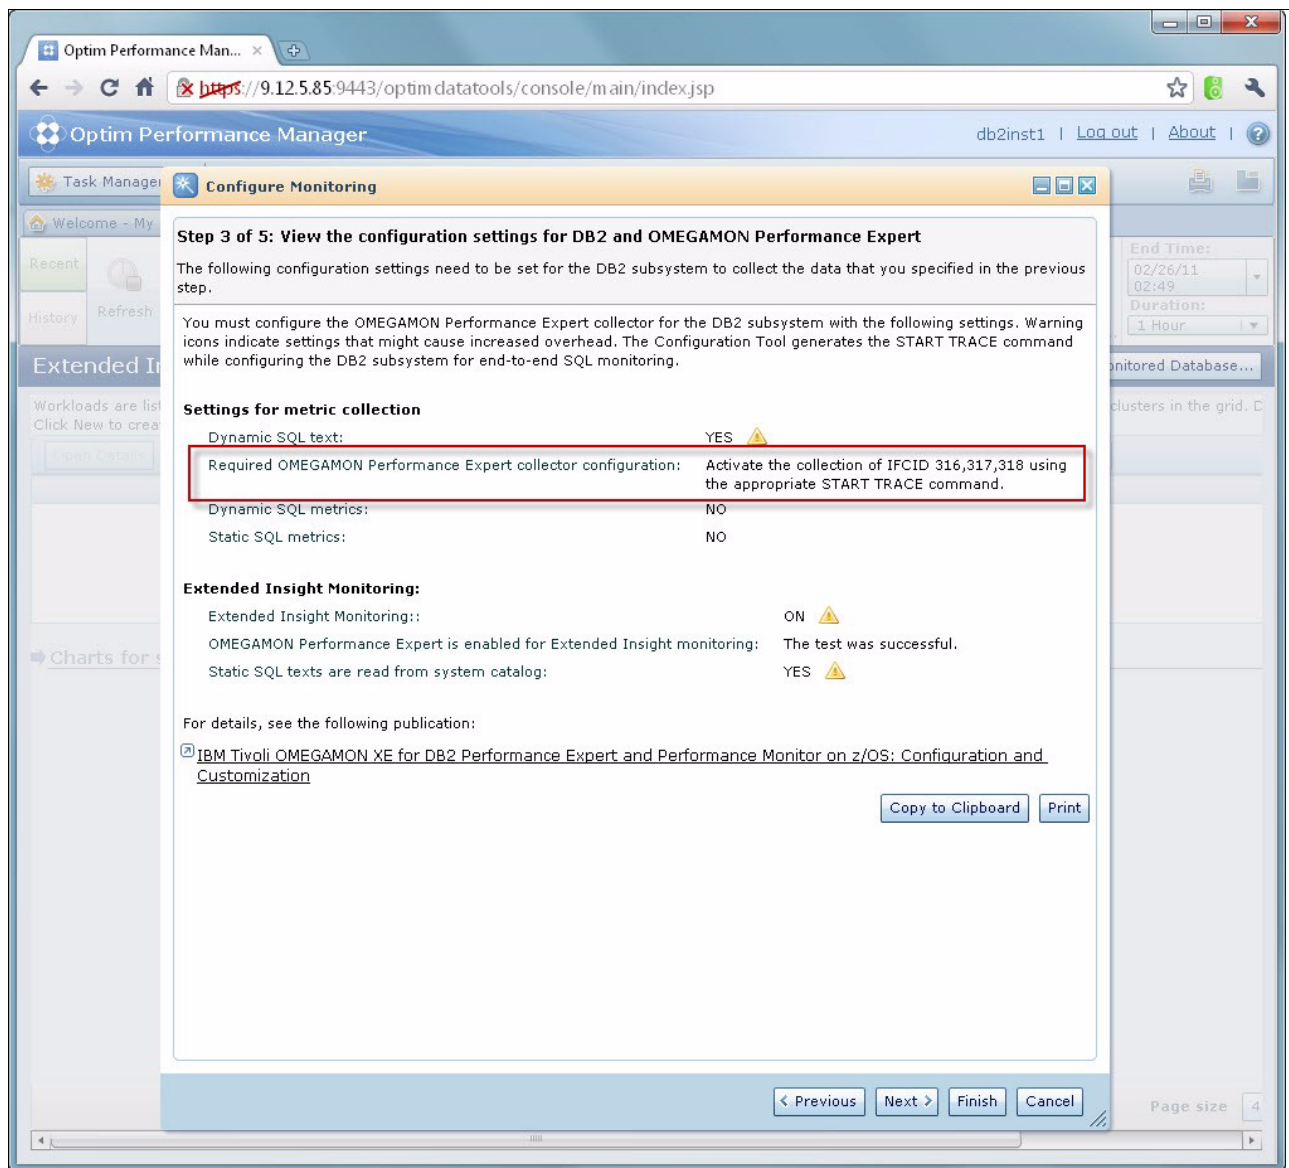 Optim Performance Man...
https://9.12.5.85:9443/optimdatatools/console/main/index.jsp
Optim Performance Manager
db2inst1 | Log out | About |
Task Manage
Configure Monitoring
Welcome - My
Recent
History
Refresh
End Time:
02/26/11
02:49
Duration:
1 Hour
Step 3 of 5: View the configuration settings for DB2 and OMEGAMON Performance Expert
The following configuration settings need to be set for the DB2 subsystem to collect the data that you specified in the previous
step.
You must configure the OMEGAMON Performance Expert collector for the DB2 subsystem with the following settings. Warning
icons indicate settings that might cause increased overhead. The Configuration Tool generates the START TRACE command
while configuring the DB2 subsystem for end-to-end SQL monitoring.
Extended I
nitored Database...
Workloads are lis
clusters in the grid. D
Click New to crea
Open Details
Settings for metric collection
Dynamic SQL text: YES
Required OMEGAMON Performance Expert collector configuration: Activate the collection of IFCID 316,317,318 using
the appropriate START TRACE command.
Dynamic SQL metrics: NO
Static SQL metrics: NO
Extended Insight Monitoring:
Extended Insight Monitoring:: ON
OMEGAMON Performance Expert is enabled for Extended Insight monitoring: The test was successful.
Static SQL texts are read from system catalog: YES
Charts for s
For details, see the following publication:
IBM Tivoli OMEGAMON XE for DB2 Performance Expert and Performance Monitor on z/OS: Configuration and
Customization
Copy to Clipboard
Print
< Previous
Next >
Finish
Cancel
Page size 4